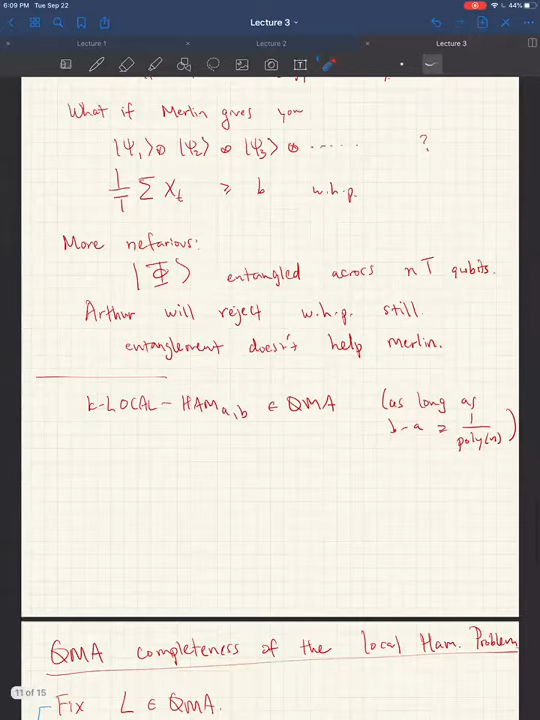 6:09 PM Tue Sep 22
44%
Lecture 3
Lecture 1
Lecture 2
Lecture 3
What if Merlin gives you
|Ψ₁⟩ ⊗ |Ψ₂⟩ ⊗ |Ψ₃⟩ ⊗ ...... ?
1/T Σ X_t ≥ b w.h.p.
More nefarious:
|Φ⟩ entangled across nT qubits.
Arthur will reject w.h.p. still.
entanglement doesn't help merlin.
k-LOCAL-HAM_{a,b} ∈ QMA (as long as
b-a ≥ 1/poly(n))
QMA completeness of the local Ham. Problem
11 of 15
Fix L ∈ QMA.